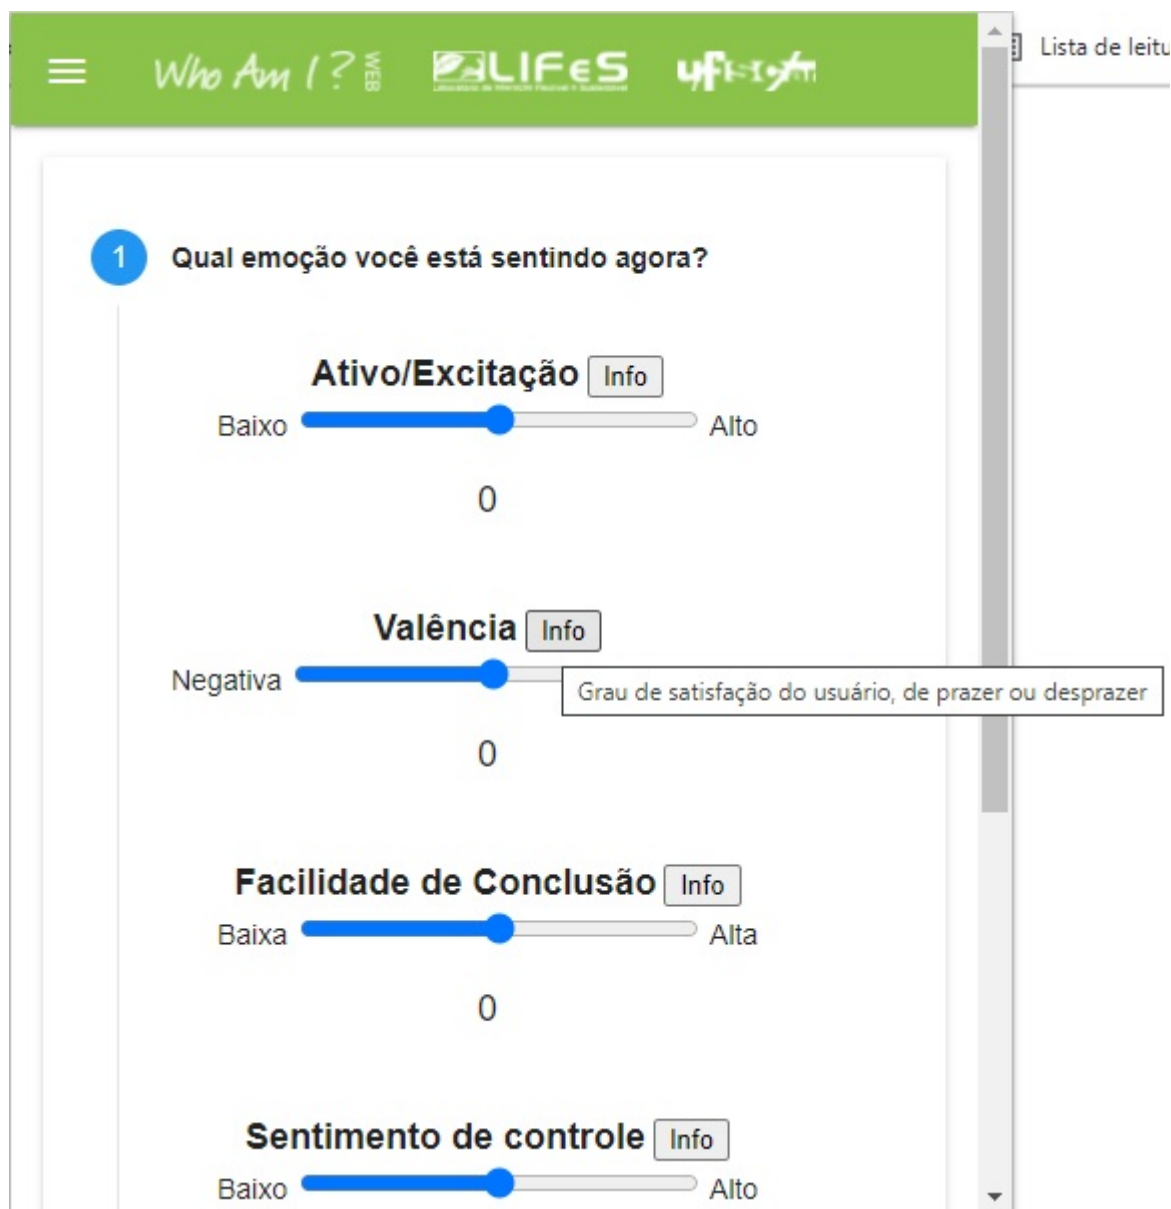 Who Am I? WEB LIFeS
Lista de leitu
1 Qual emoção você está sentindo agora?
Ativo/Excitação Info
Baixo Alto
0
Valência Info
Negativa
Grau de satisfação do usuário, de prazer ou desprazer
0
Facilidade de Conclusão Info
Baixa Alta
0
Sentimento de controle Info
Baixo Alto